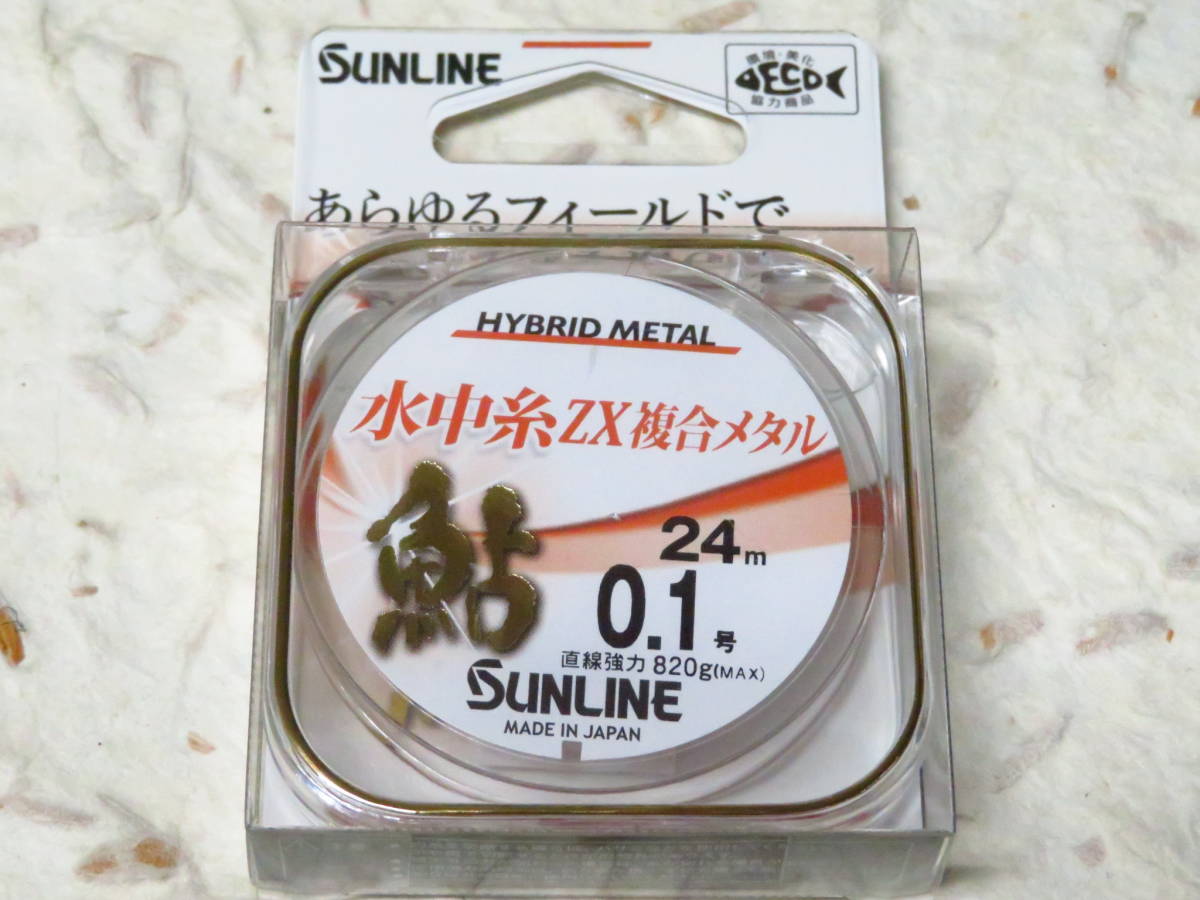 SUNLINE
環境・美化
ECO
協力商品
あらゆるフィールドで
HYBRID METAL
水中糸ZX複合メタル
鮎
24m
0.1号
直線強力 820g(MAX)
SUNLINE
MADE IN JAPAN